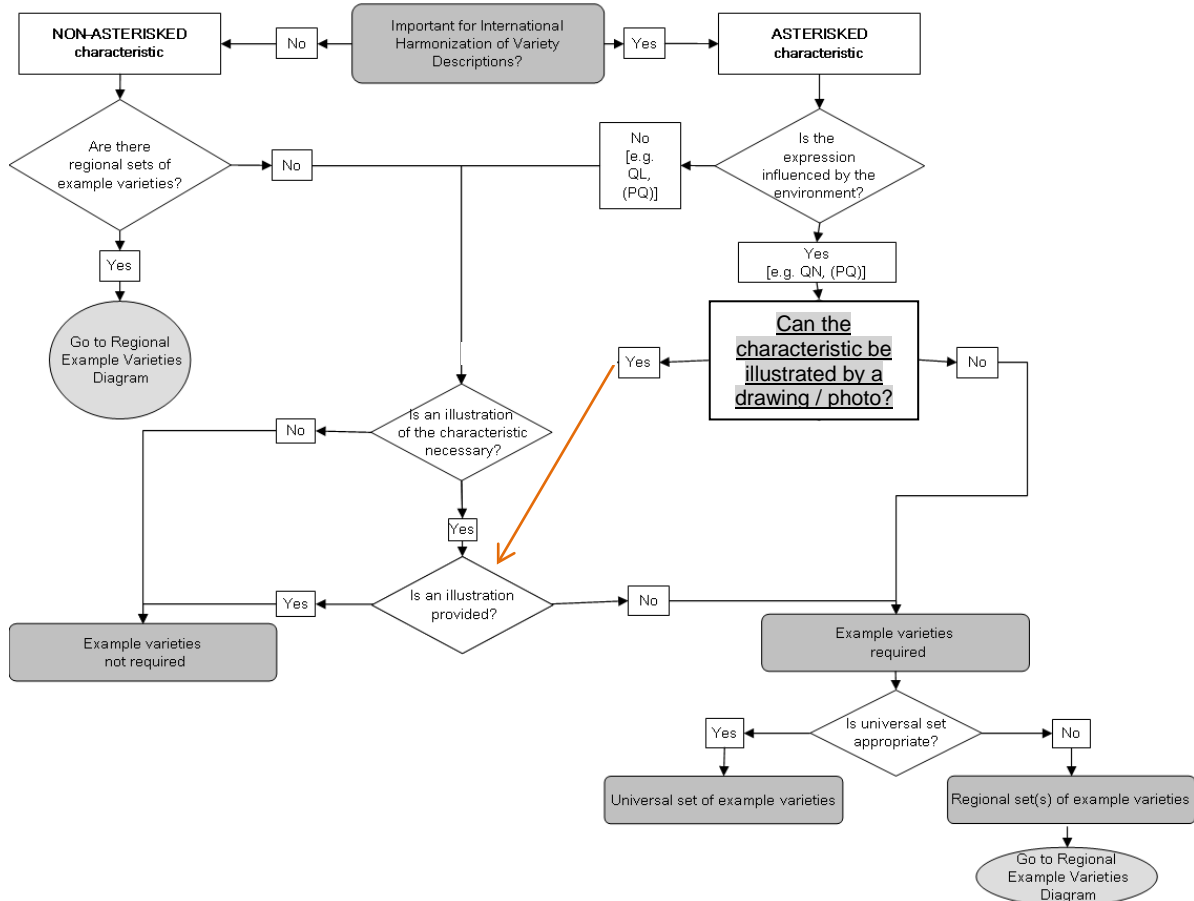 NON-ASTERISKED
characteristic
No
Important for International
Harmonization of Variety
Descriptions?
Yes
ASTERISKED
characteristic
Are there
regional sets of
example varieties?
No
No
[e.g.
QL,
(PQ)]
Is the
expression
influenced by the
environment?
Yes
Yes
[e.g. QN, (PQ)]
Go to Regional
Example Varieties
Diagram
Yes
Can the
characteristic be
illustrated by a
drawing / photo?
No
No
Is an illustration
of the characteristic
necessary?
Yes
Yes
Is an illustration
provided?
No
Example varieties
not required
Example varieties
required
Yes
Is universal set
appropriate?
No
Universal set of example varieties
Regional set(s) of example varieties
Go to Regional
Example Varieties
Diagram